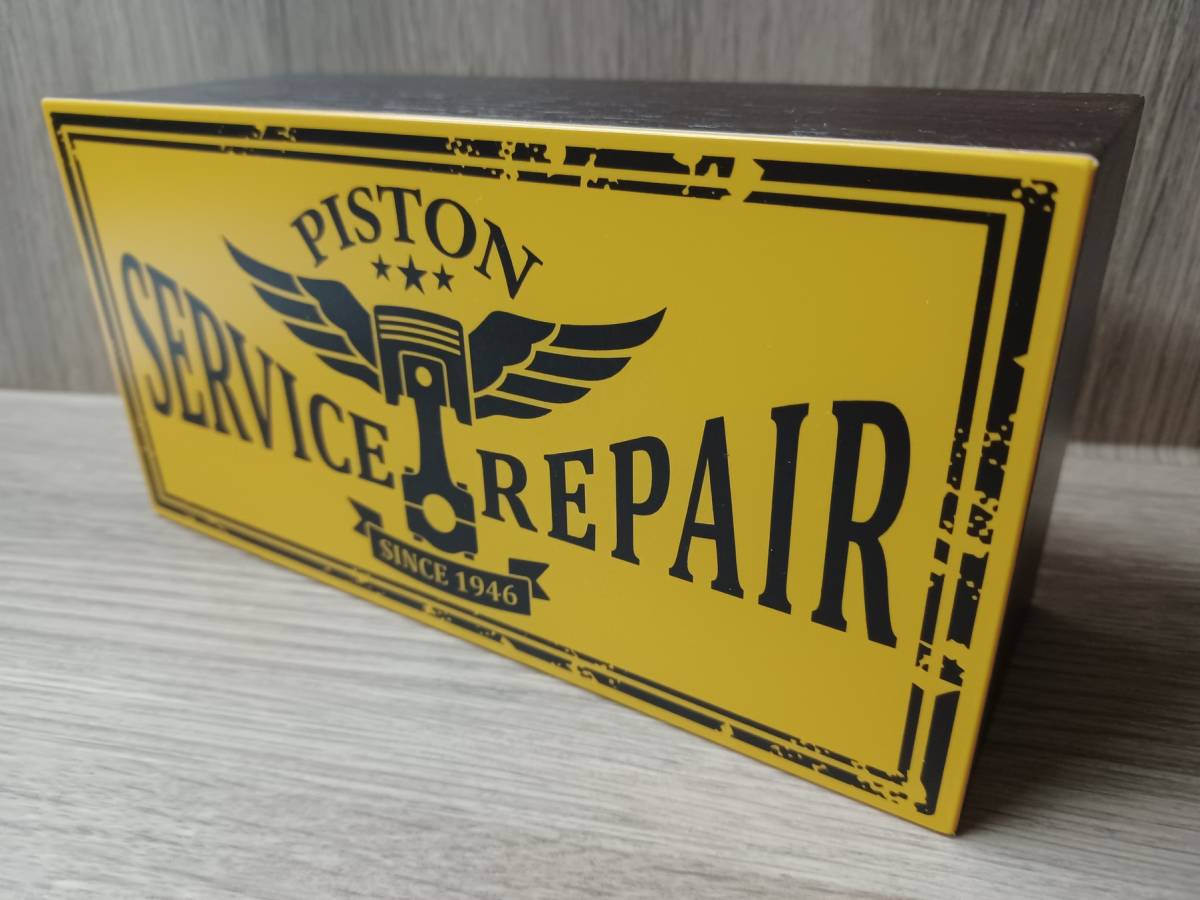 PISTON
SERVICE REPAIR
SINCE 1946